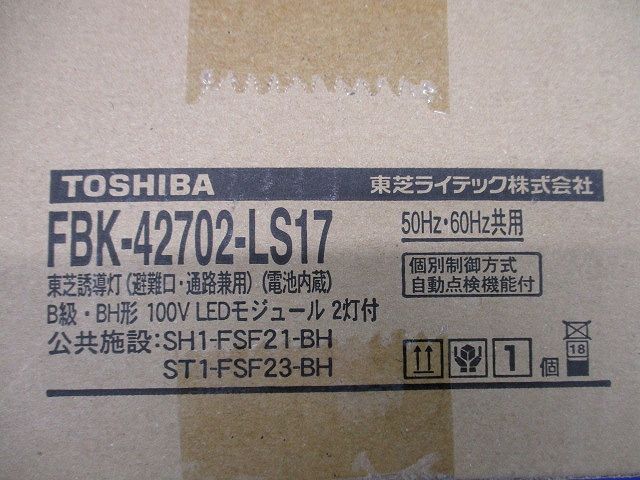 TOSHIBA 東芝ライテック株式会社
FBK-42702-LS17 50Hz・60Hz共用
東芝誘導灯(避難口・通路兼用)(電池内蔵)
B級・BH形 100V LEDモジュール 2灯付
個別制御方式
自動点検機能付
公共施設:SH1-FSF21-BH
ST1-FSF23-BH
1個
18